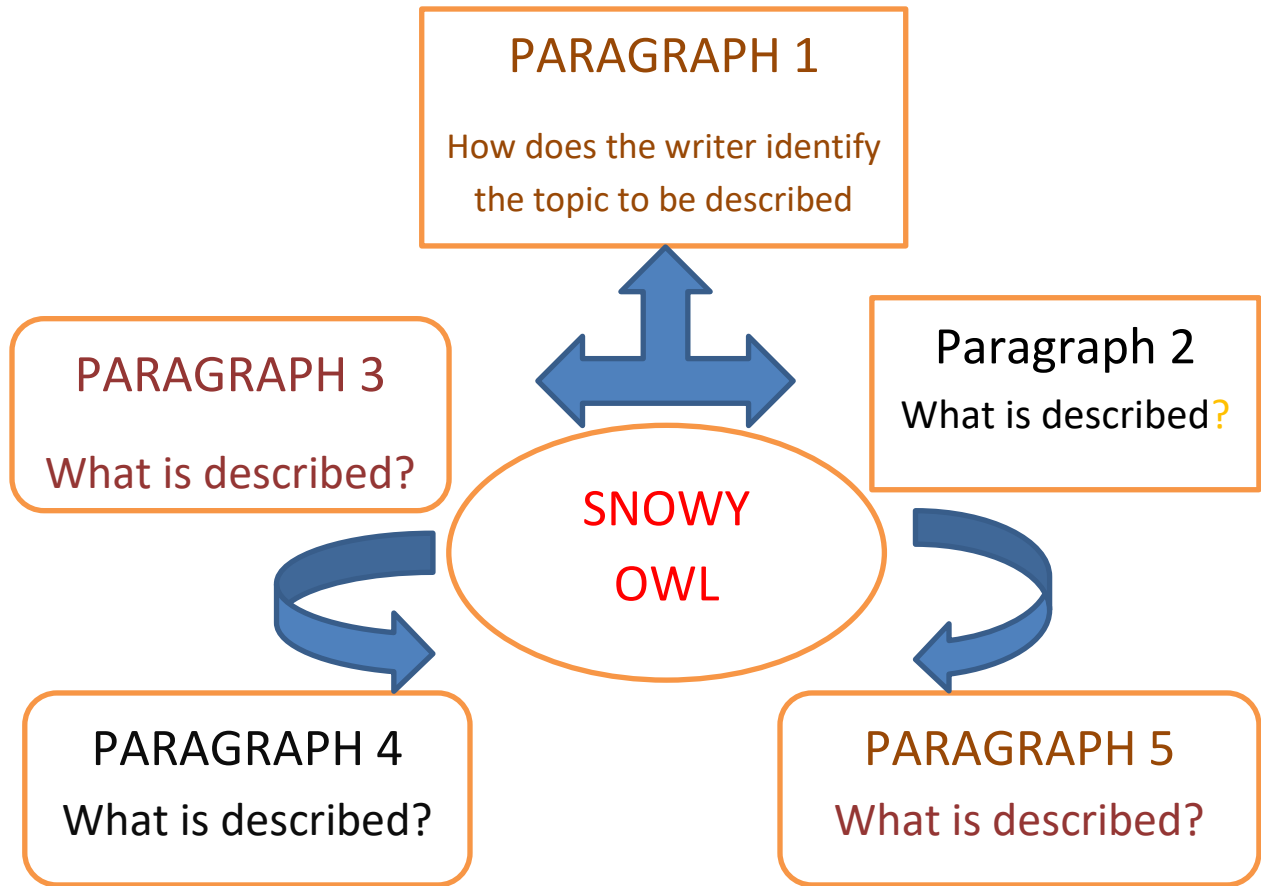 PARAGRAPH 1
How does the writer identify
the topic to be described
PARAGRAPH 3
What is described?
Paragraph 2
What is described?
SNOWY
OWL
PARAGRAPH 4
What is described?
PARAGRAPH 5
What is described?